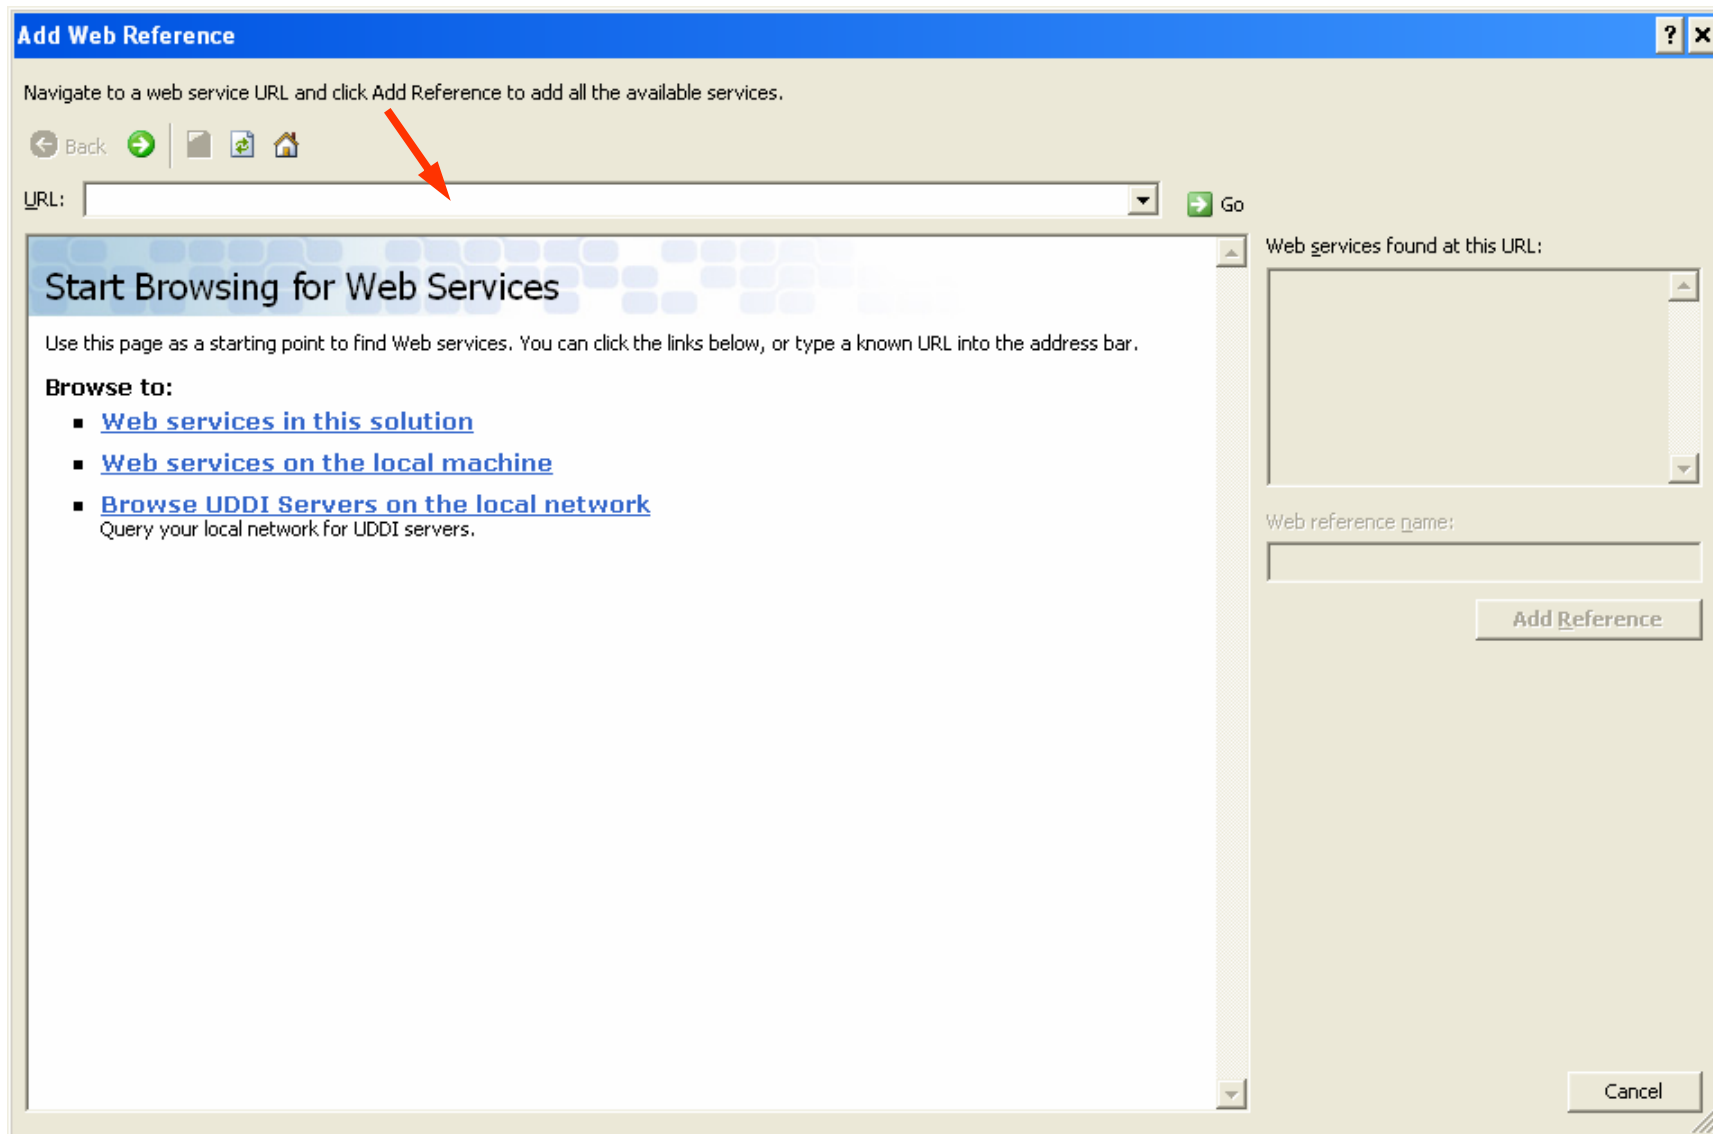 Add Web Reference
Navigate to a web service URL and click Add Reference to add all the available services.
Back
URL:
Go
Start Browsing for Web Services
Use this page as a starting point to find Web services. You can click the links below, or type a known URL into the address bar.
Browse to:
Web services in this solution
Web services on the local machine
Browse UDDI Servers on the local network
Query your local network for UDDI servers.
Web services found at this URL:
Web reference name:
Add Reference
Cancel